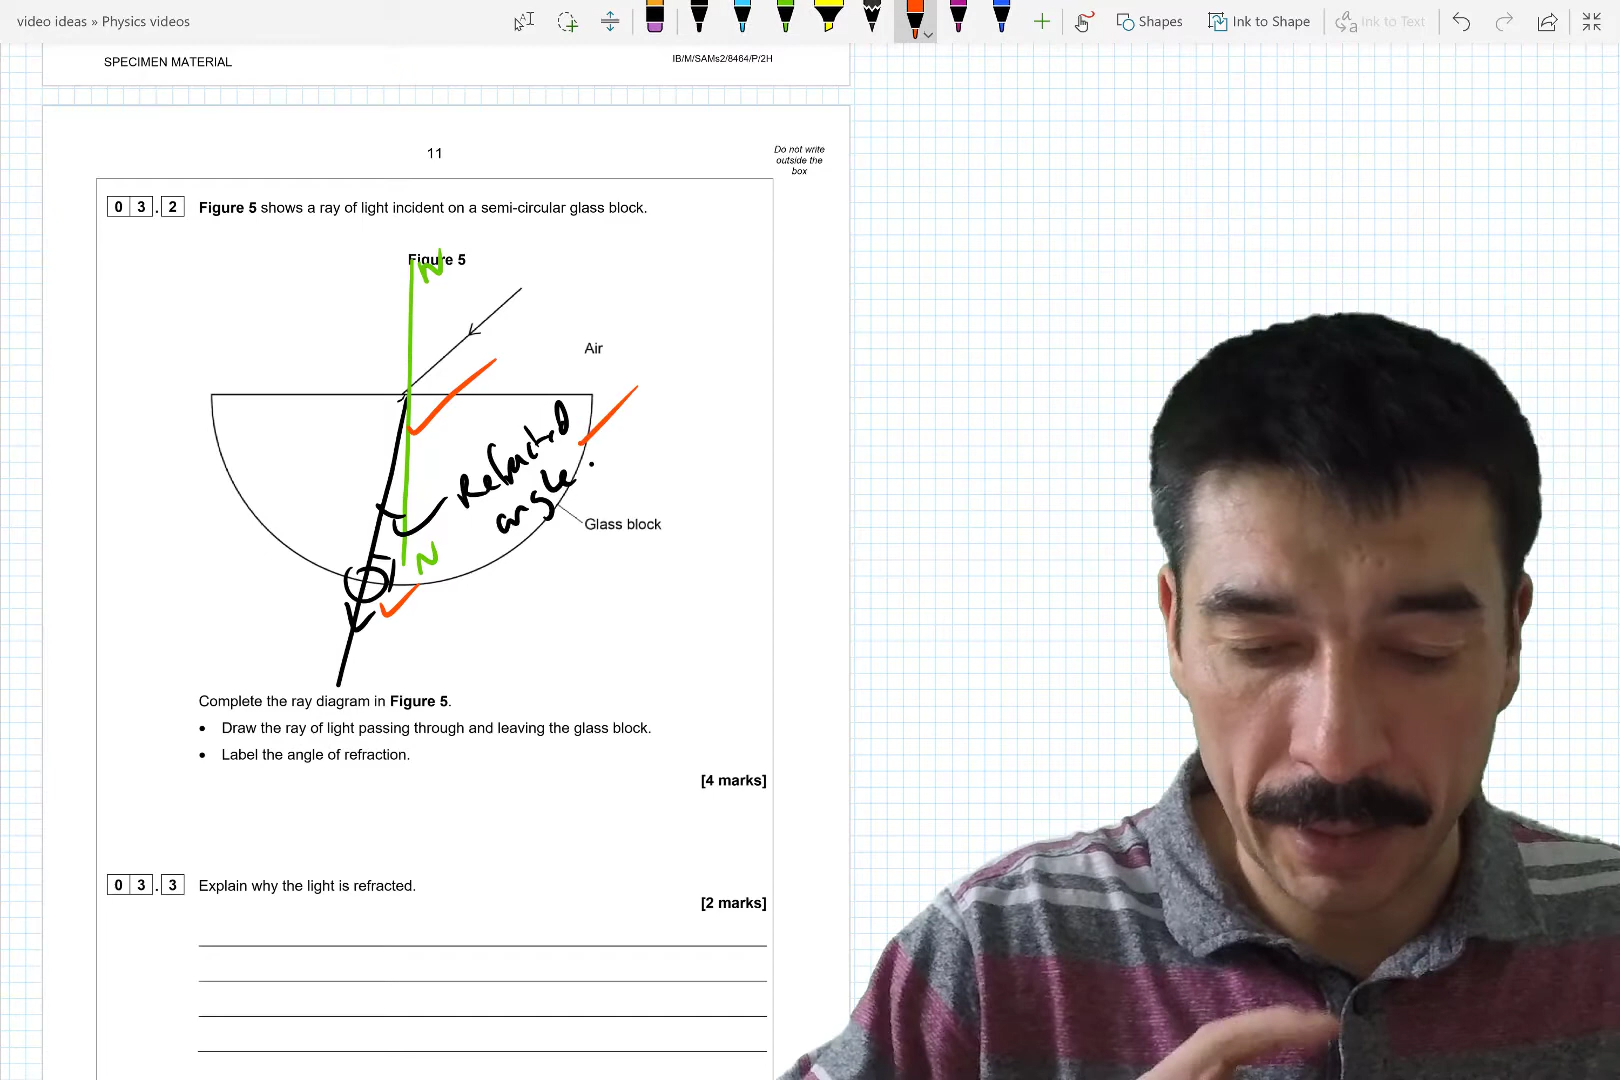 video ideas » Physics videos
Shapes
Ink to Shape
Ink to Text
SPECIMEN MATERIAL
IB/M/SAMs2/8464/P/2H
11
Do not write
outside the
box
0 3 . 2 Figure 5 shows a ray of light incident on a semi-circular glass block.
Figure 5
N
Air
Refracted
angle.
Glass block
N
Complete the ray diagram in Figure 5.
• Draw the ray of light passing through and leaving the glass block.
• Label the angle of refraction.
[4 marks]
0 3 . 3 Explain why the light is refracted.
[2 marks]